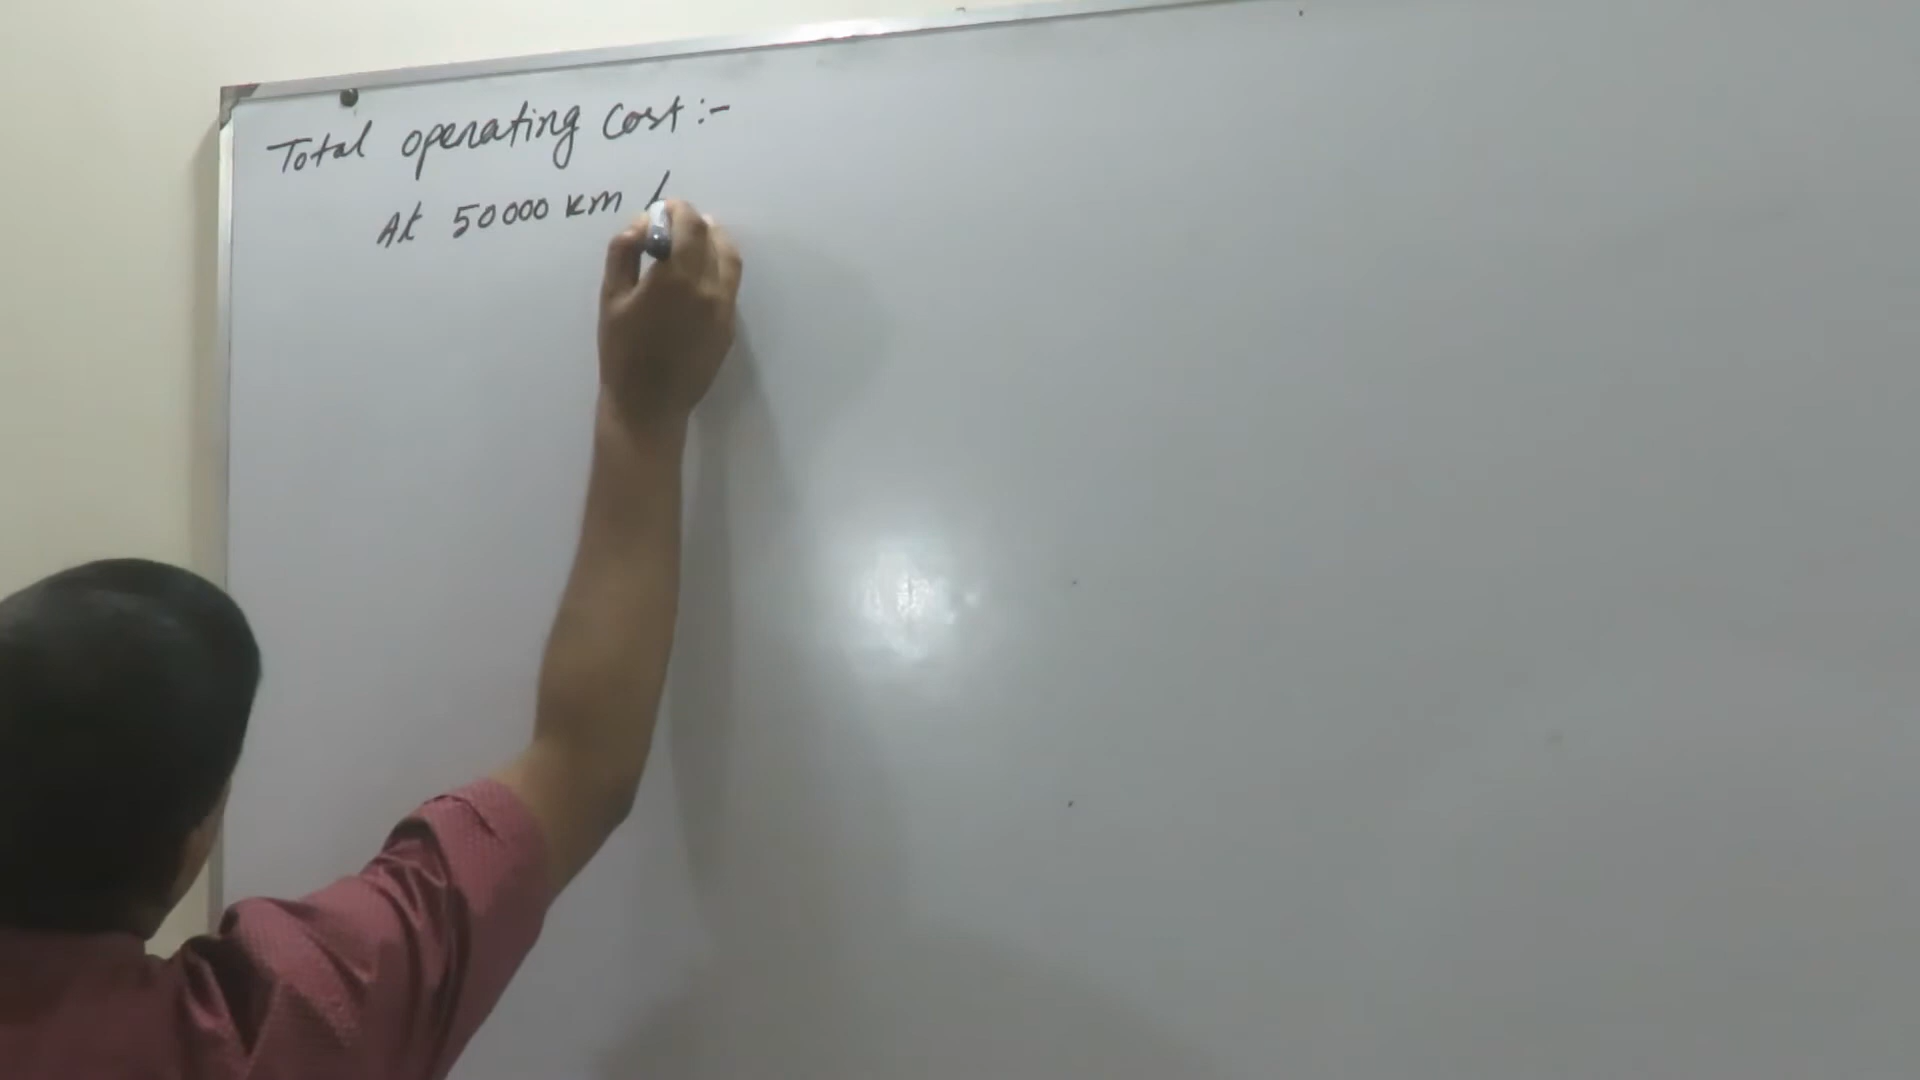 Total operating cost :-
At 50000 km